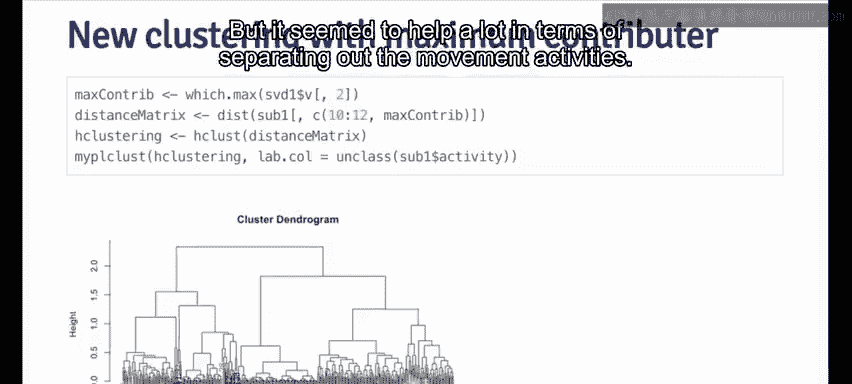 New clustering with maximum contributer
But it seemed to help a lot in terms of
separating out the movement activities.
maxContrib <- which.max(svd1$v[, 2])
distanceMatrix <- dist(sub1[, c(10:12, maxContrib)])
hclustering <- hclust(distanceMatrix)
myplclust(hclustering, lab.col = unclass(sub1$activity))
Cluster Dendrogram
Height
2.0
1.5
1.0
0.5
0.0